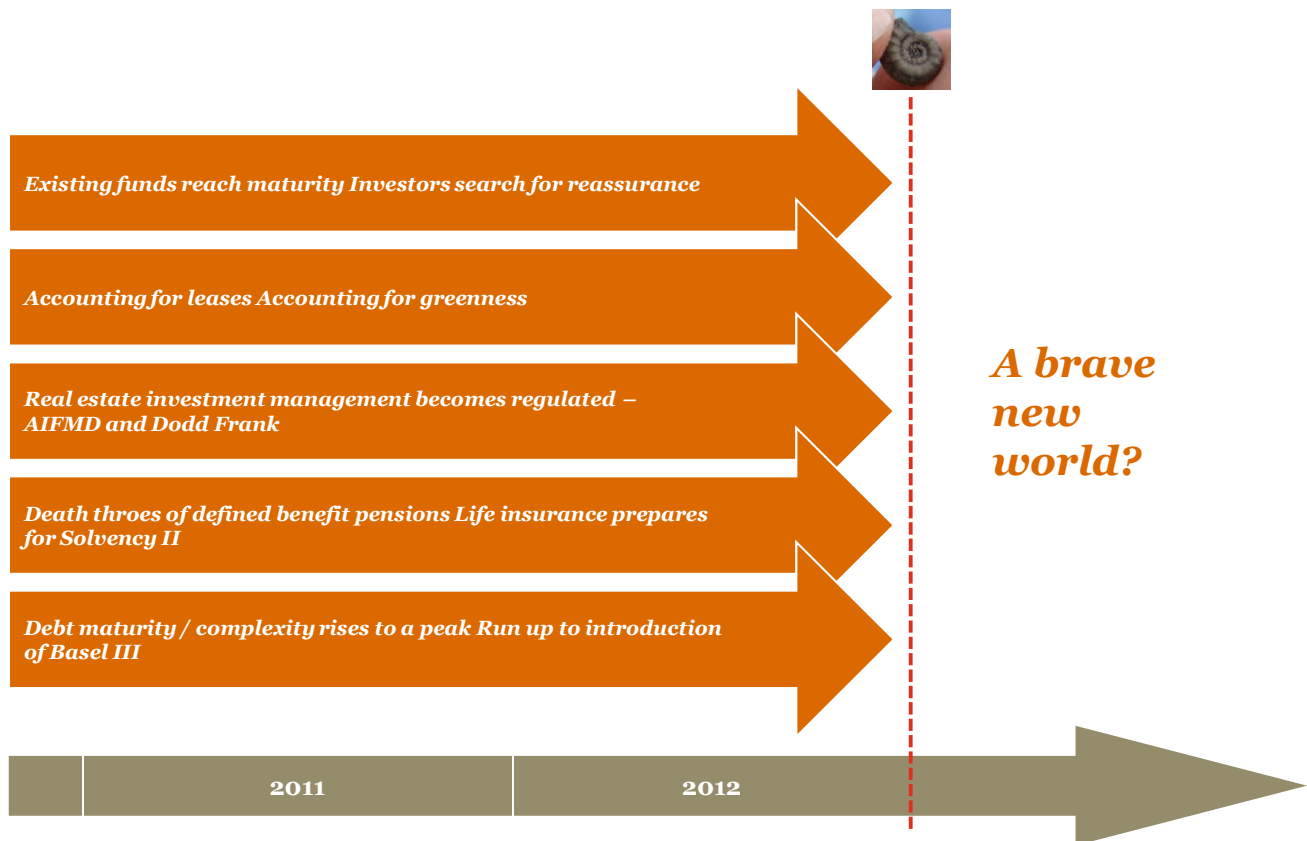 Existing funds reach maturity Investors search for reassurance
Accounting for leases Accounting for greenness
Real estate investment management becomes regulated –
AIFMD and Dodd Frank
Death throes of defined benefit pensions Life insurance prepares
for Solvency II
Debt maturity / complexity rises to a peak Run up to introduction
of Basel III
A brave
new
world?
2011
2012